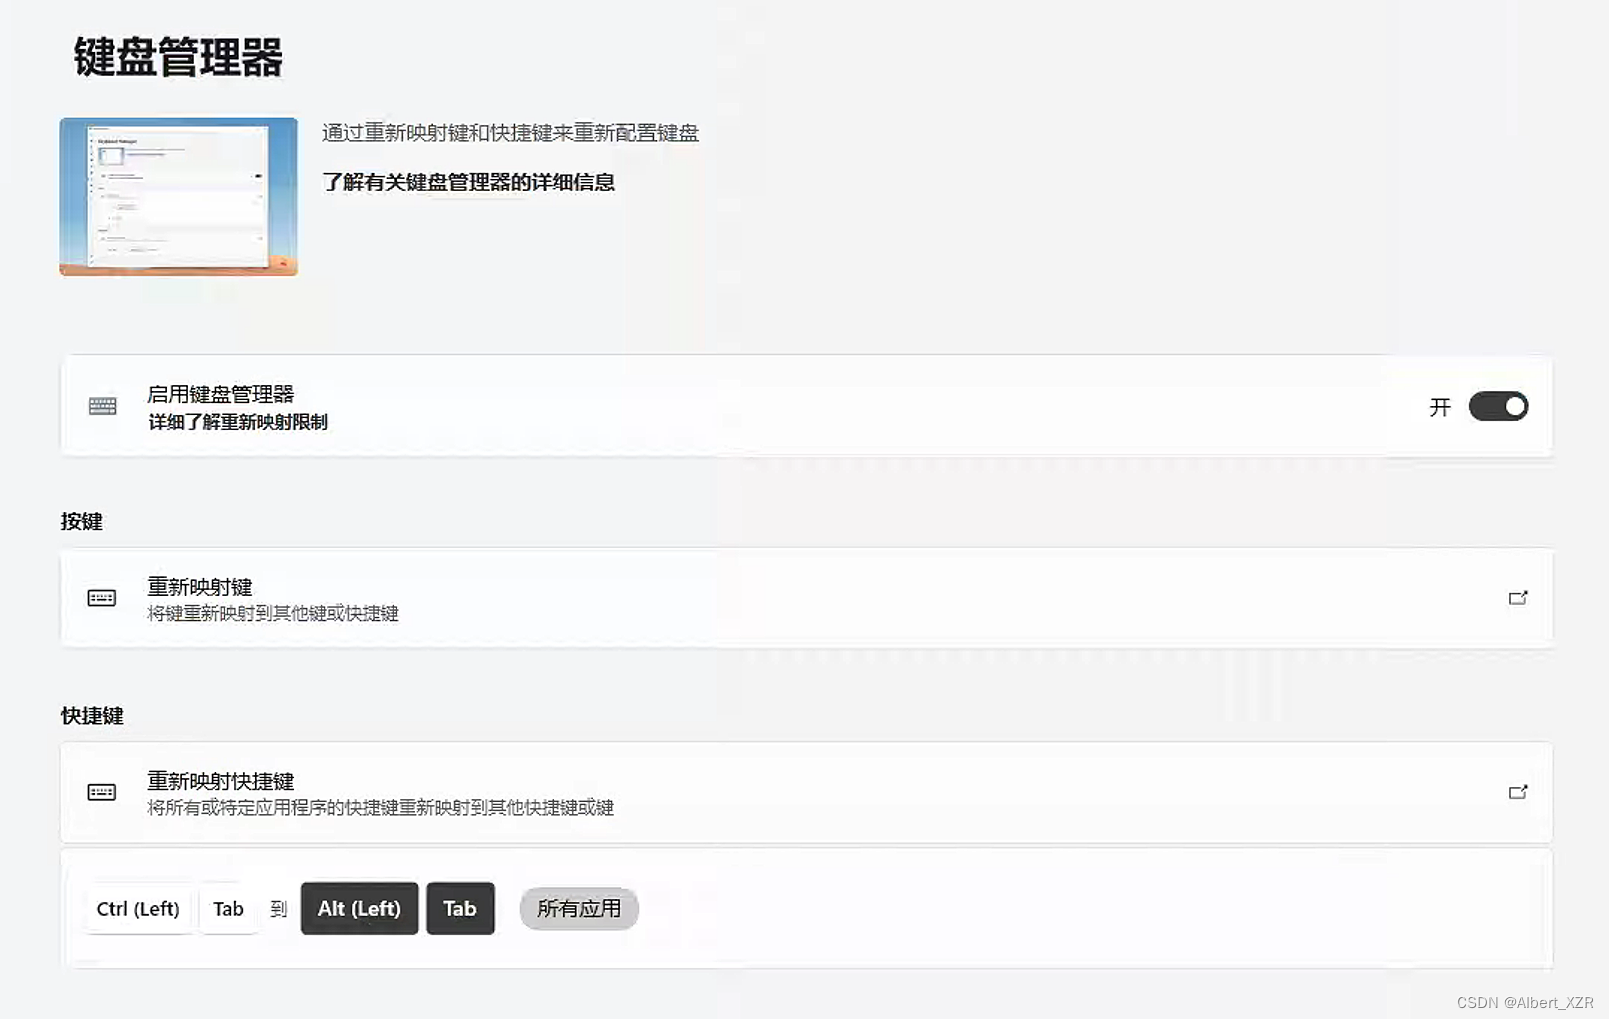 键盘管理器
通过重新映射键和快捷键来重新配置键盘
了解有关键盘管理器的详细信息
启用键盘管理器
详细了解重新映射限制
开
按键
重新映射键
将键重新映射到其他键或快捷键
快捷键
重新映射快捷键
将所有或特定应用程序的快捷键重新映射到其他快捷键或键
Ctrl (Left) Tab 到 Alt (Left) Tab 所有应用
CSDN @Albert_XZR